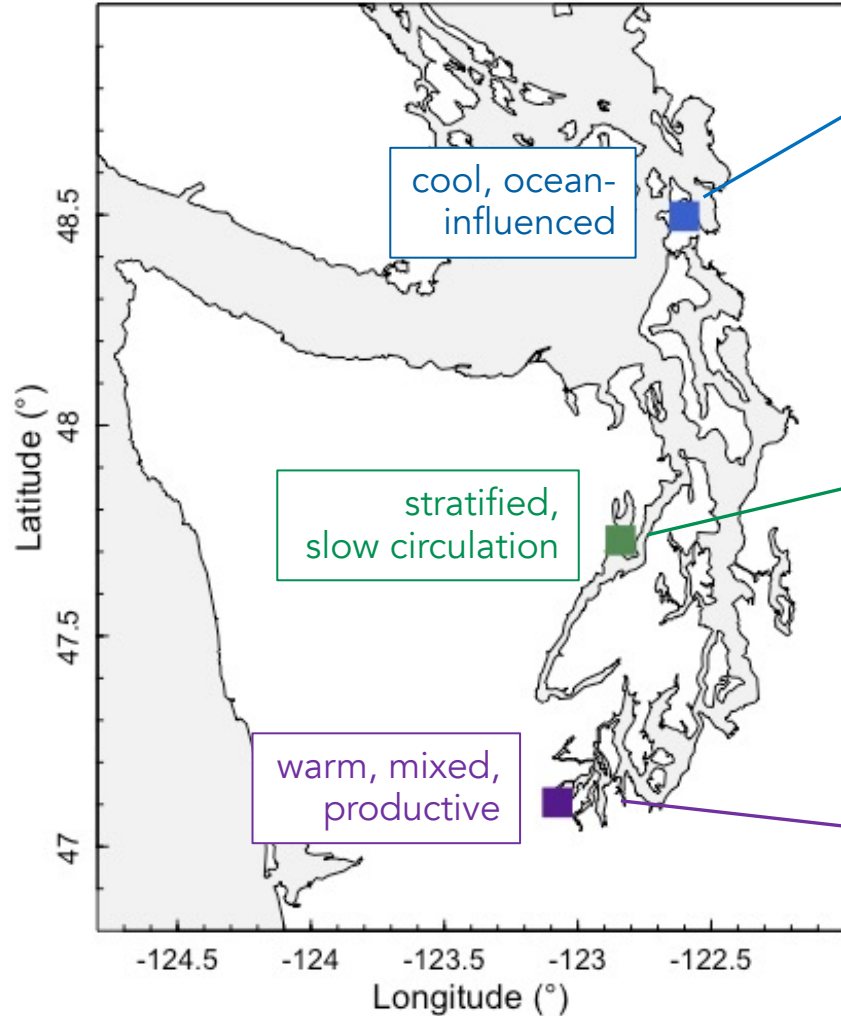 cool, ocean-
influenced
stratified,
slow circulation
warm, mixed,
productive
Latitude (°)
48.5
48
47.5
47
-124.5 -124 -123.5 -123 -122.5
Longitude (°)